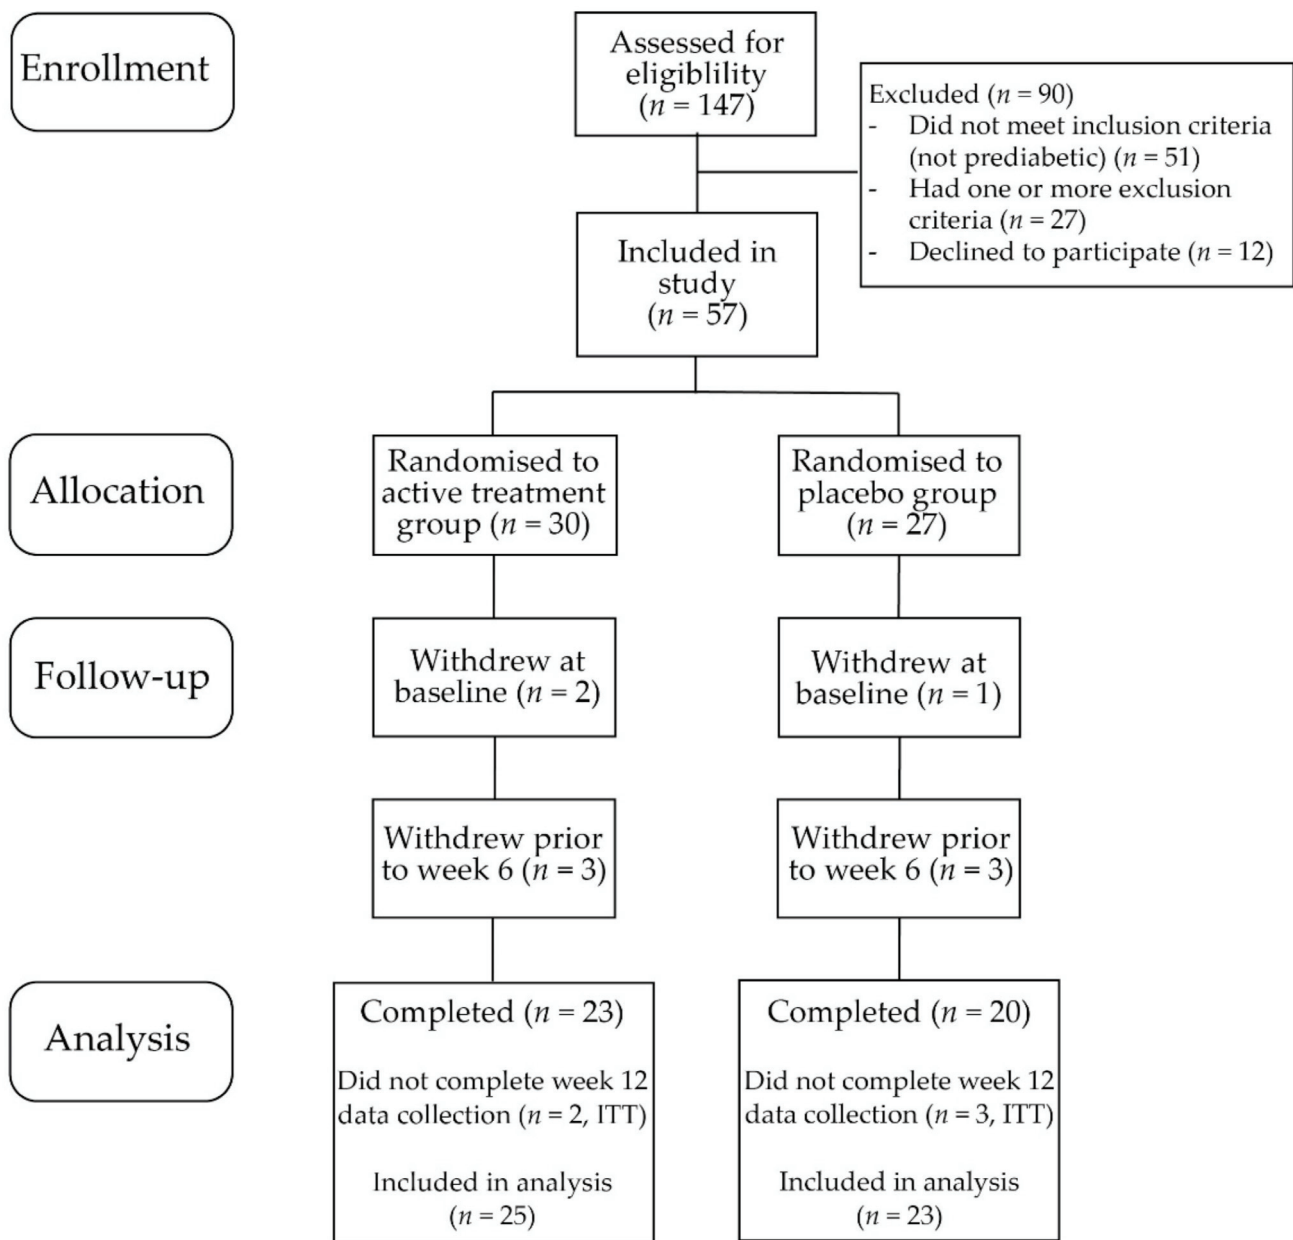 Enrollment
Assessed for
eligiblility
(n = 147)
Excluded (n = 90)
- Did not meet inclusion criteria
(not prediabetic) (n = 51)
- Had one or more exclusion
criteria (n = 27)
- Declined to participate (n = 12)
Included in
study
(n = 57)
Allocation
Randomised to
active treatment
group (n = 30)
Randomised to
placebo group
(n = 27)
Follow-up
Withdrew at
baseline (n = 2)
Withdrew at
baseline (n = 1)
Withdrew prior
to week 6 (n = 3)
Withdrew prior
to week 6 (n = 3)
Analysis
Completed (n = 23)
Did not complete week 12
data collection (n = 2, ITT)
Included in analysis
(n = 25)
Completed (n = 20)
Did not complete week 12
data collection (n = 3, ITT)
Included in analysis
(n = 23)